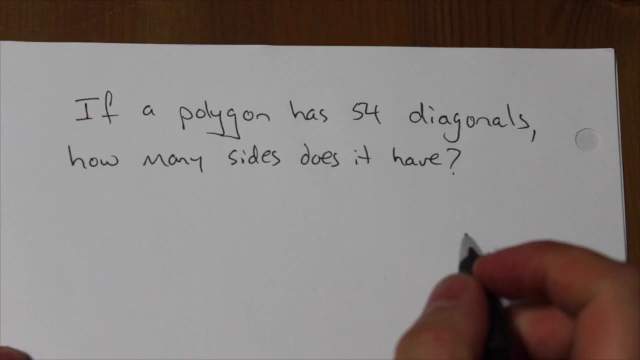 If a polygon has 54 diagonals,
how many sides does it have?